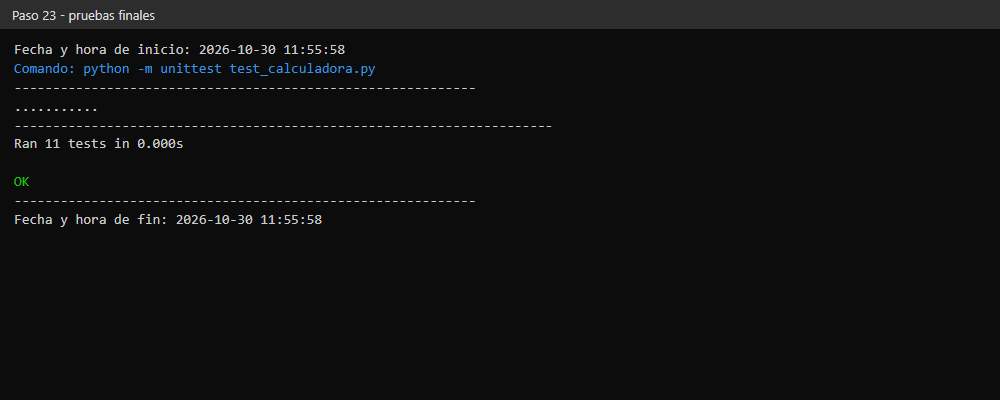 Paso 23 - pruebas finales
Fecha y hora de inicio: 2026-10-30 11:55:58
Comando: python -m unittest test_calculadora.py
------------------------------------------------------------
...........
----------------------------------------------------------------------
Ran 11 tests in 0.000s
OK
------------------------------------------------------------
Fecha y hora de fin: 2026-10-30 11:55:58